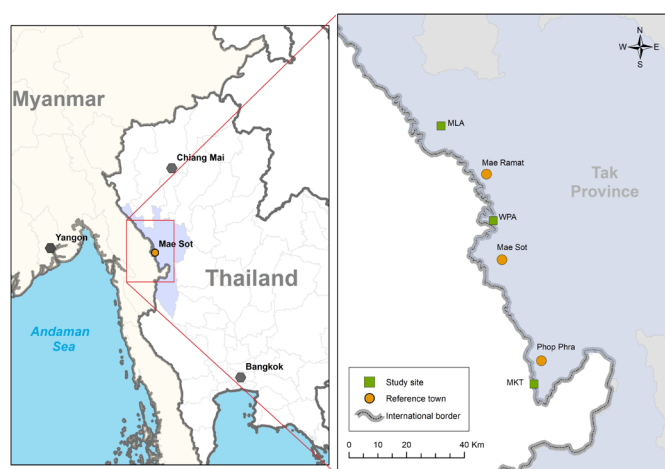 Myanmar
Chiang Mai
Yangon
Mae Sot
Thailand
Andaman
Sea
Bangkok
N
W E
S
MLA
Mae Ramat
Tak
Province
WPA
Mae Sot
Phop Phra
MKT
Study site
Reference town
International border
0 10 20 40 Km